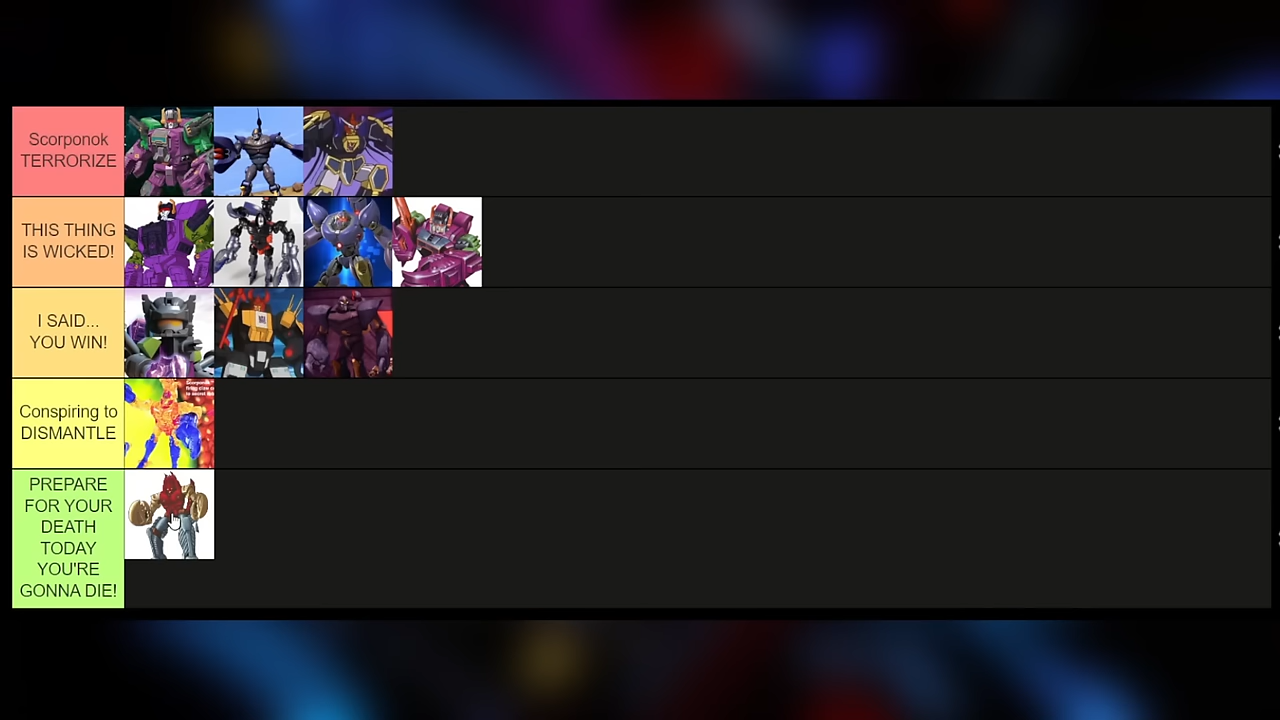 Scorponok
TERRORIZE
THIS THING
IS WICKED!
I SAID...
YOU WIN!
Conspiring to
DISMANTLE
PREPARE
FOR YOUR
DEATH
TODAY
YOU'RE
GONNA DIE!